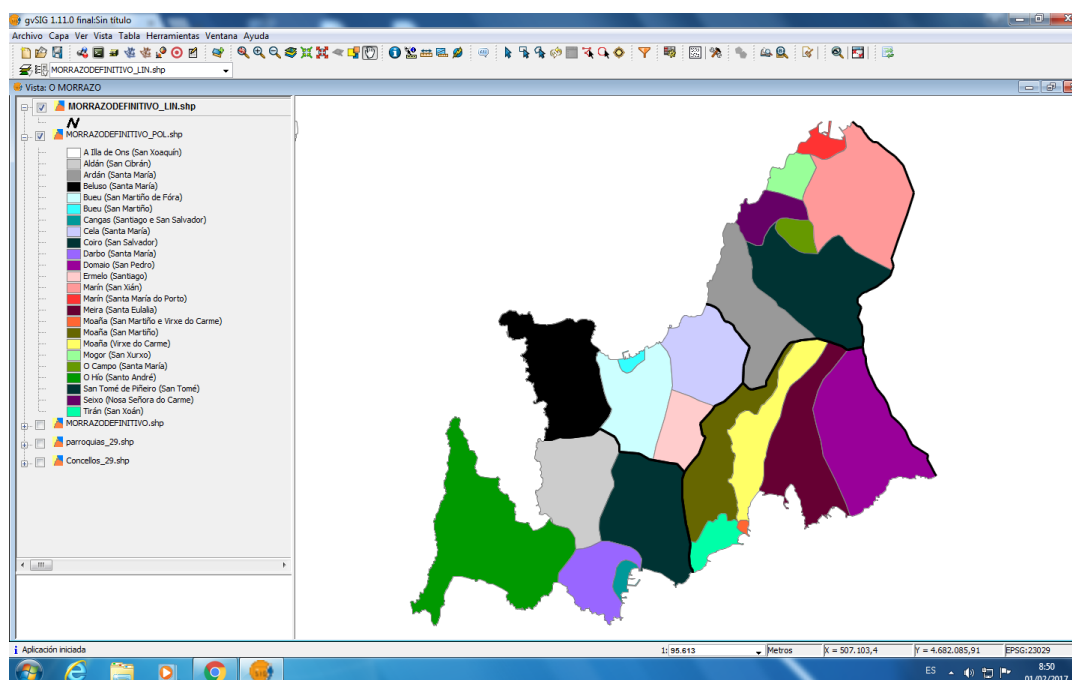 gvSIG 1.11.0 final:Sin título
Archivo Capa Ver Vista Tabla Herramientas Ventana Ayuda
MORRAZODEFINITIVO_LIN.shp
Vista: O MORRAZO
MORRAZODEFINITIVO_LIN.shp
MORRAZODEFINITIVO_POL.shp
A Illa de Ons (San Xoaquín)
Aldán (San Cibrán)
Ardán (Santa María)
Beluso (Santa María)
Bueu (San Martiño de Fóra)
Bueu (San Martiño)
Cangas (Santiago e San Salvador)
Cela (Santa María)
Coiro (San Salvador)
Darbo (Santa María)
Domaio (San Pedro)
Ermelo (Santiago)
Marín (San Xián)
Marín (Santa María do Porto)
Meira (Santa Eulalia)
Moaña (San Martiño e Virxe do Carme)
Moaña (San Martiño)
Moaña (Virxe do Carme)
Mogor (San Xurxo)
O Campo (Santa María)
O Hío (Santo André)
San Tomé de Piñeiro (San Tomé)
Seixo (Nosa Señora do Carme)
Tirán (San Xoán)
MORRAZODEFINITIVO.shp
parroquias_29.shp
Concellos_29.shp
Aplicación iniciada
1: 95.613
Metros
X = 507.103,4
Y = 4.682.085,91
EPSG:23029
ES
8:50
01/02/2017